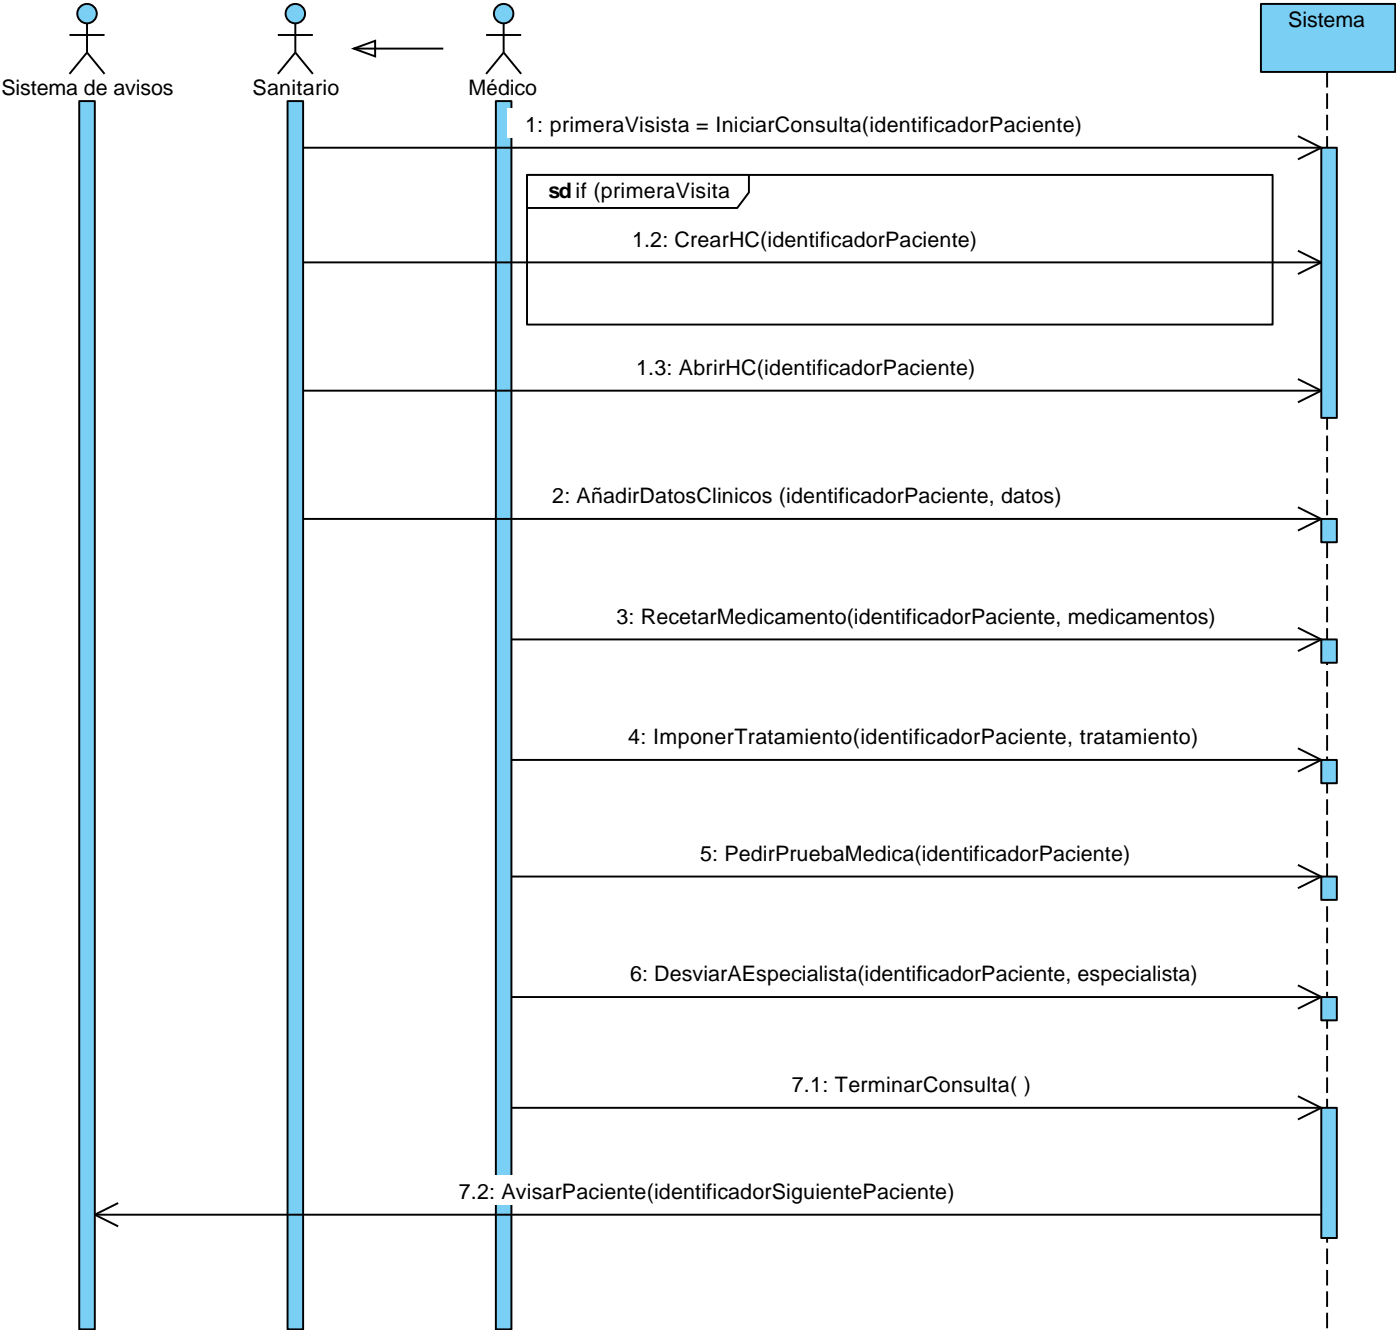 Sistema de avisos
Sanitario
Médico
Sistema
1: primeraVisista = IniciarConsulta(identificadorPaciente)
sd if (primeraVisita
1.2: CrearHC(identificadorPaciente)
1.3: AbrirHC(identificadorPaciente)
2: AñadirDatosClinicos (identificadorPaciente, datos)
3: RecetarMedicamento(identificadorPaciente, medicamentos)
4: ImponerTratamiento(identificadorPaciente, tratamiento)
5: PedirPruebaMedica(identificadorPaciente)
6: DesviarAEspecialista(identificadorPaciente, especialista)
7.1: TerminarConsulta( )
7.2: AvisarPaciente(identificadorSiguientePaciente)